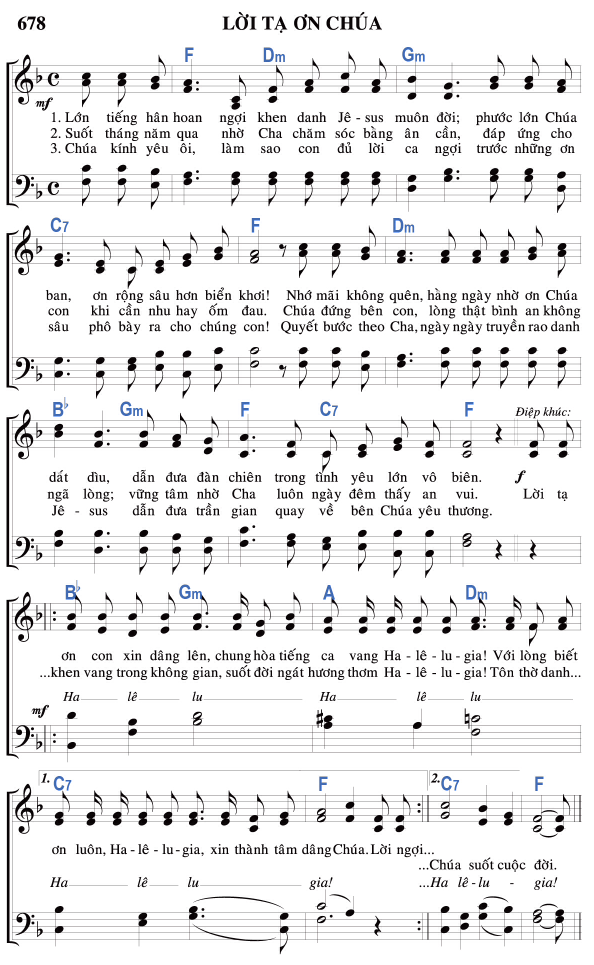 678 LỜI TẠ ƠN CHÚA
F Dm Gm
mf
1. Lớn tiếng hân hoan ngợi khen danh Jê-sus muôn đời; phước lớn Chúa
2. Suốt tháng năm qua nhờ Cha chăm sóc bằng ân cần, đáp ứng cho
3. Chúa kính yêu ôi, làm sao con đủ lời ca ngợi trước những ơn
C7 F Dm
ban, ơn rộng sâu hơn biển khơi! Nhớ mãi không quên, hằng ngày nhờ ơn Chúa
con khi cần nhu hay ốm đau. Chúa đứng bên con, lòng thật bình an không
sâu phô bày ra cho chúng con! Quyết bước theo Cha, ngày ngày truyền rao danh
Bb Gm F C7 F Điệp khúc:
dắt dìu, dẫn đưa đàn chiên trong tình yêu lớn vô biên. f
ngã lòng; vững tâm nhờ Cha luôn ngày đêm thấy an vui. Lời tạ
Jê-sus dẫn đưa trần gian quay về bên Chúa yêu thương.
Bb Gm A Dm
ơn con xin dâng lên, chung hòa tiếng ca vang Ha-lê-lu-gia! Với lòng biết
...khen vang trong không gian, suốt đời ngát hương thơm Ha-lê-lu-gia! Tôn thờ danh...
Ha lê lu Ha lê lu
mf
1. C7 F 2. C7 F
ơn luôn, Ha-lê-lu-gia, xin thành tâm dâng Chúa. Lời ngợi...
...Chúa suốt cuộc đời.
Ha lê lu gia! ...Ha lê-lu-gia!